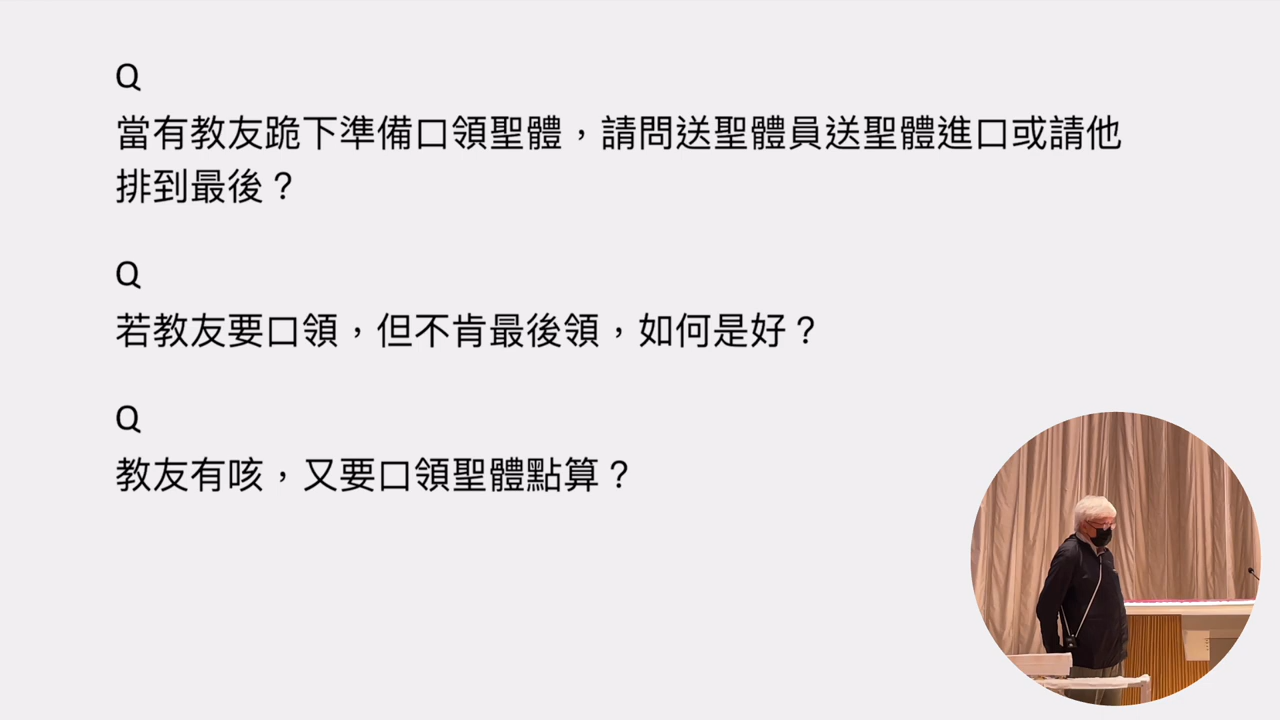 Q
當有教友跪下準備口領聖體，請問送聖體員送聖體進口或請他
排到最後？
Q
若教友要口領，但不肯最後領，如何是好？
Q
教友有咳，又要口領聖體點算？